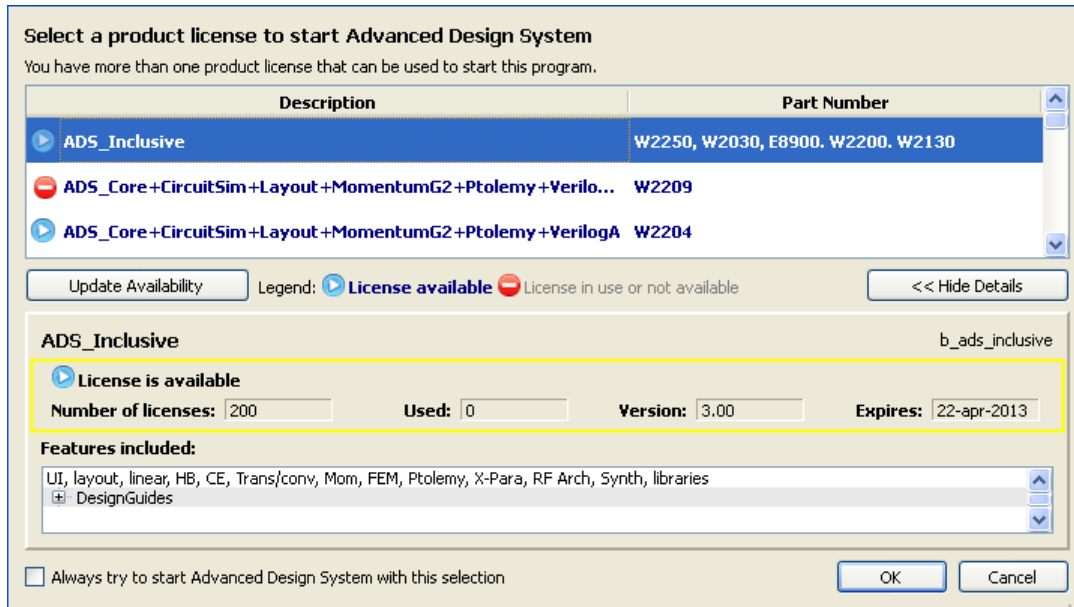 Select a product license to start Advanced Design System
You have more than one product license that can be used to start this program.
Description Part Number
ADS_Inclusive W2250, W2030, E8900. W2200. W2130
ADS_Core+CircuitSim+Layout+MomentumG2+Ptolemy+Verilo... W2209
ADS_Core+CircuitSim+Layout+MomentumG2+Ptolemy+VerilogA W2204
Update Availability Legend: License available License in use or not available << Hide Details
ADS_Inclusive b_ads_inclusive
License is available
Number of licenses: 200 Used: 0 Version: 3.00 Expires: 22-apr-2013
Features included:
UI, layout, linear, HB, CE, Trans/conv, Mom, FEM, Ptolemy, X-Para, RF Arch, Synth, libraries
DesignGuides
Always try to start Advanced Design System with this selection OK Cancel